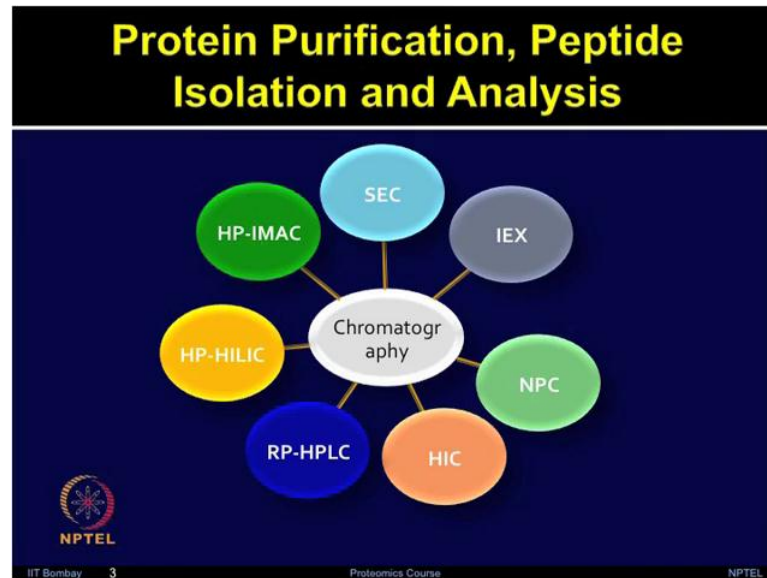 Protein Purification, Peptide
Isolation and Analysis
SEC
HP-IMAC
IEX
Chromatogr
aphy
HP-HILIC
NPC
RP-HPLC
HIC
NPTEL
IIT Bombay 3 Proteomics Course NPTEL